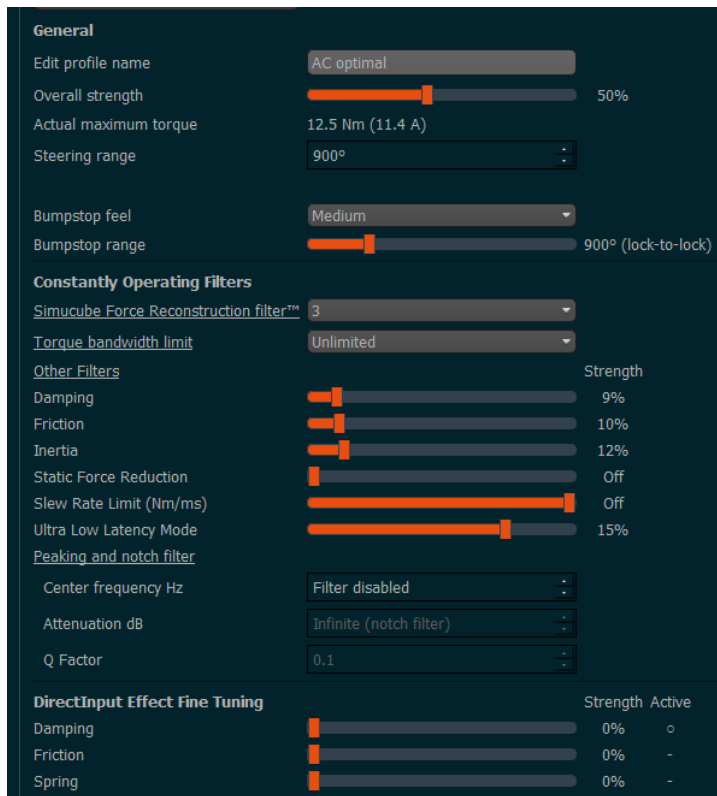 General
Edit profile name AC optimal
Overall strength 50%
Actual maximum torque 12.5 Nm (11.4 A)
Steering range 900°
Bumpstop feel Medium
Bumpstop range 900° (lock-to-lock)
Constantly Operating Filters
Simucube Force Reconstruction filter™ 3
Torque bandwidth limit Unlimited
Other Filters Strength
Damping 9%
Friction 10%
Inertia 12%
Static Force Reduction Off
Slew Rate Limit (Nm/ms) Off
Ultra Low Latency Mode 15%
Peaking and notch filter
Center frequency Hz Filter disabled
Attenuation dB Infinite (notch filter)
Q Factor 0.1
DirectInput Effect Fine Tuning Strength Active
Damping 0% ○
Friction 0% -
Spring 0% -